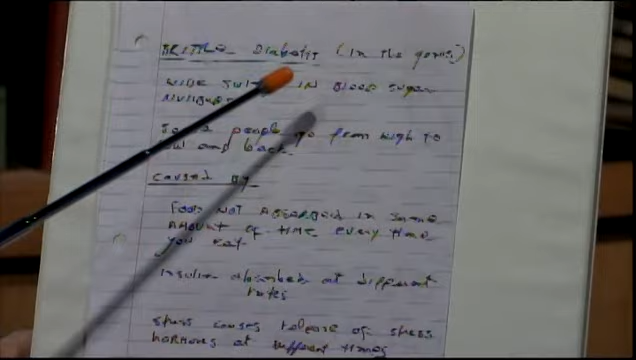 BRITTLE Diabetic (in the genes)
WIDE SWI IN BLOOD sugar
NUMBERS
Some people go from high to
low and back
CAUSED BY
FOOD NOT ABSORBED IN SAME
AMOUNT OF TIME EVERY time
YOU EAT
INSULIN absorbed at different
rates
STRESS causes release of stress
HORMONES at different times